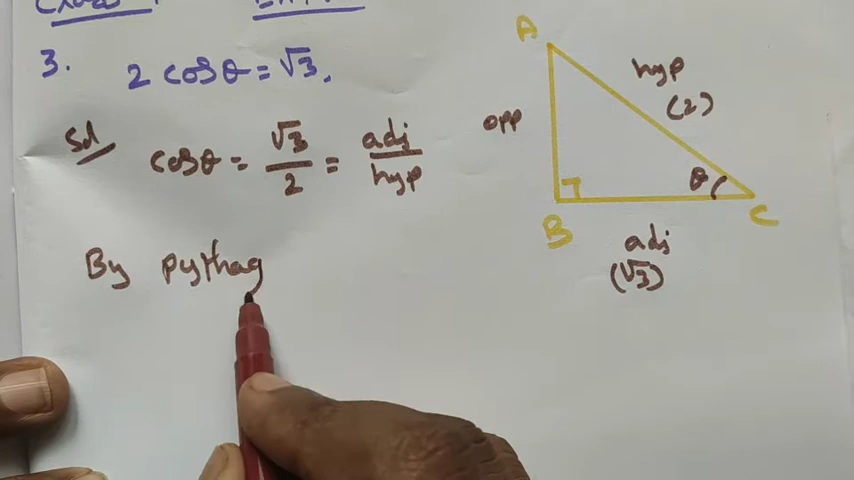 3. 2 cosθ = √3.
Sol cosθ = √3/2 = adj/hyp
By pythag
A
hyp
(2)
opp
θ
B
C
adj
(√3)